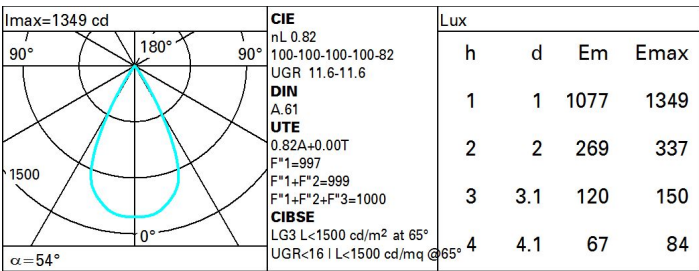 Imax=1349 cd
90°
180°
90°
1500
0°
α=54°
CIE
nL 0.82
100-100-100-100-82
UGR 11.6-11.6
DIN
A.61
UTE
0.82A+0.00T
F"1=997
F"1+F"2=999
F"1+F"2+F"3=1000
CIBSE
LG3 L<1500 cd/m² at 65°
UGR<16 | L<1500 cd/mq @65°
Lux
h d Em Emax
1 1 1077 1349
2 2 269 337
3 3.1 120 150
4 4.1 67 84